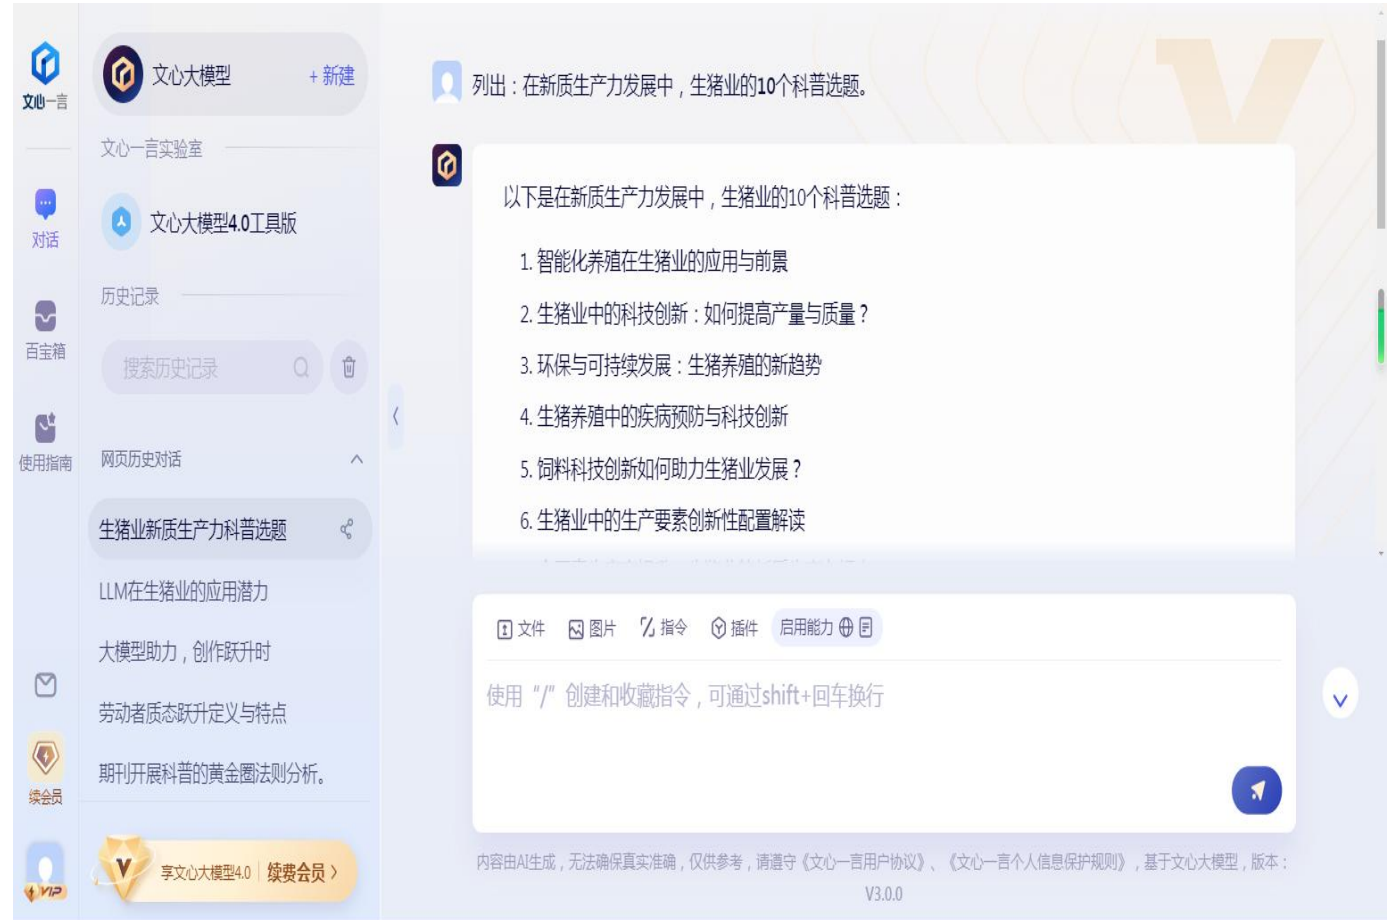 文心一言
对话
百宝箱
使用指南
续会员
VIP
文心大模型
+ 新建
文心一言实验室
文心大模型4.0工具版
历史记录
搜索历史记录
网页历史对话
生猪业新质生产力科普选题
LLM在生猪业的应用潜力
大模型助力，创作跃升时
劳动者质态跃升定义与特点
期刊开展科普的黄金圈法则分析。
享文心大模型4.0 续费会员 >
列出：在新质生产力发展中，生猪业的10个科普选题。
以下是在新质生产力发展中，生猪业的10个科普选题：
1. 智能化养殖在生猪业的应用与前景
2. 生猪业中的科技创新：如何提高产量与质量？
3. 环保与可持续发展：生猪养殖的新趋势
4. 生猪养殖中的疾病预防与科技创新
5. 饲料科技创新如何助力生猪业发展？
6. 生猪业中的生产要素创新性配置解读
文件 图片 指令 插件 启用能力
使用 “/” 创建和收藏指令，可通过shift+回车换行
内容由AI生成，无法确保真实准确，仅供参考，请遵守《文心一言用户协议》、《文心一言个人信息保护规则》，基于文心大模型，版本：
V3.0.0